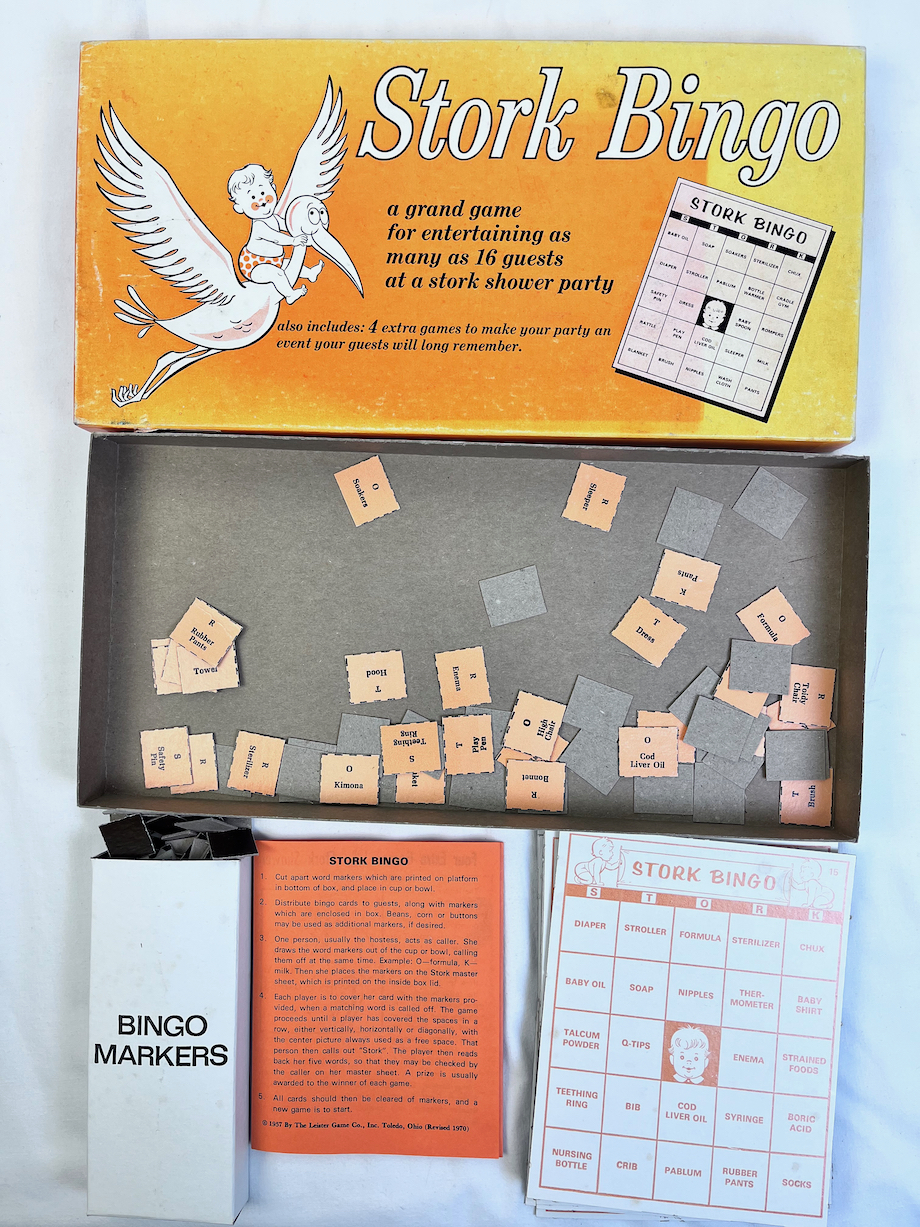 Stork Bingo
a grand game
for entertaining as
many as 16 guests
at a stork shower party
also includes: 4 extra games to make your party an
event your guests will long remember.
STORK BINGO
S T O R K
BABY OIL SOAP SOAKERS STERILIZER CHUX
DIAPER STROLLER PABLUM BOTTLE WARMER CRADLE GYM
SAFETY PIN DRESS BABY SPOON ROMPERS
RATTLE PLAY PEN COD LIVER OIL SLEEPER MILK
BLANKET BRUSH NIPPLES WASH CLOTH PANTS
O
Soakers
R
Sleeper
K
Pants
T
Dress
O
Formula
R
Rubber
Pants
Towel
T
Hood
R
Enema
R
Toidy
Chair
O
High
Chair
S
Safety
Pin
R
R
Sterilizer
O
Kimona
S
Teething
Ring
ket
T
Play
Pen
R
Bonnet
O
Cod
Liver Oil
T
Brush
BINGO
MARKERS
STORK BINGO
1. Cut apart word markers which are printed on platform
in bottom of box, and place in cup or bowl.
2. Distribute bingo cards to guests, along with markers
which are enclosed in box. Beans, corn or buttons
may be used as additional markers, if desired.
3. One person, usually the hostess, acts as caller. She
draws the word markers out of the cup or bowl, calling
them off at the same time. Example: O—formula, K—
milk. Then she places the markers on the Stork master
sheet, which is printed on the inside box lid.
4. Each player is to cover her card with the markers pro-
vided, when a matching word is called off. The game
proceeds until a player has covered the spaces in a
row, either vertically, horizontally or diagonally, with
the center picture always used as a free space. That
person then calls out "Stork". The player then reads
back her five words, so that they may be checked by
the caller on her master sheet. A prize is usually
awarded to the winner of each game.
5. All cards should then be cleared of markers, and a
new game is to start.
© 1957 By The Leister Game Co., Inc. Toledo, Ohio (Revised 1970)
STORK BINGO 15
S T O R K
DIAPER STROLLER FORMULA STERILIZER CHUX
BABY OIL SOAP NIPPLES THER-
MOMETER BABY
SHIRT
TALCUM
POWDER Q-TIPS ENEMA STRAINED
FOODS
TEETHING
RING BIB COD
LIVER OIL SYRINGE BORIC
ACID
NURSING
BOTTLE CRIB PABLUM RUBBER
PANTS SOCKS